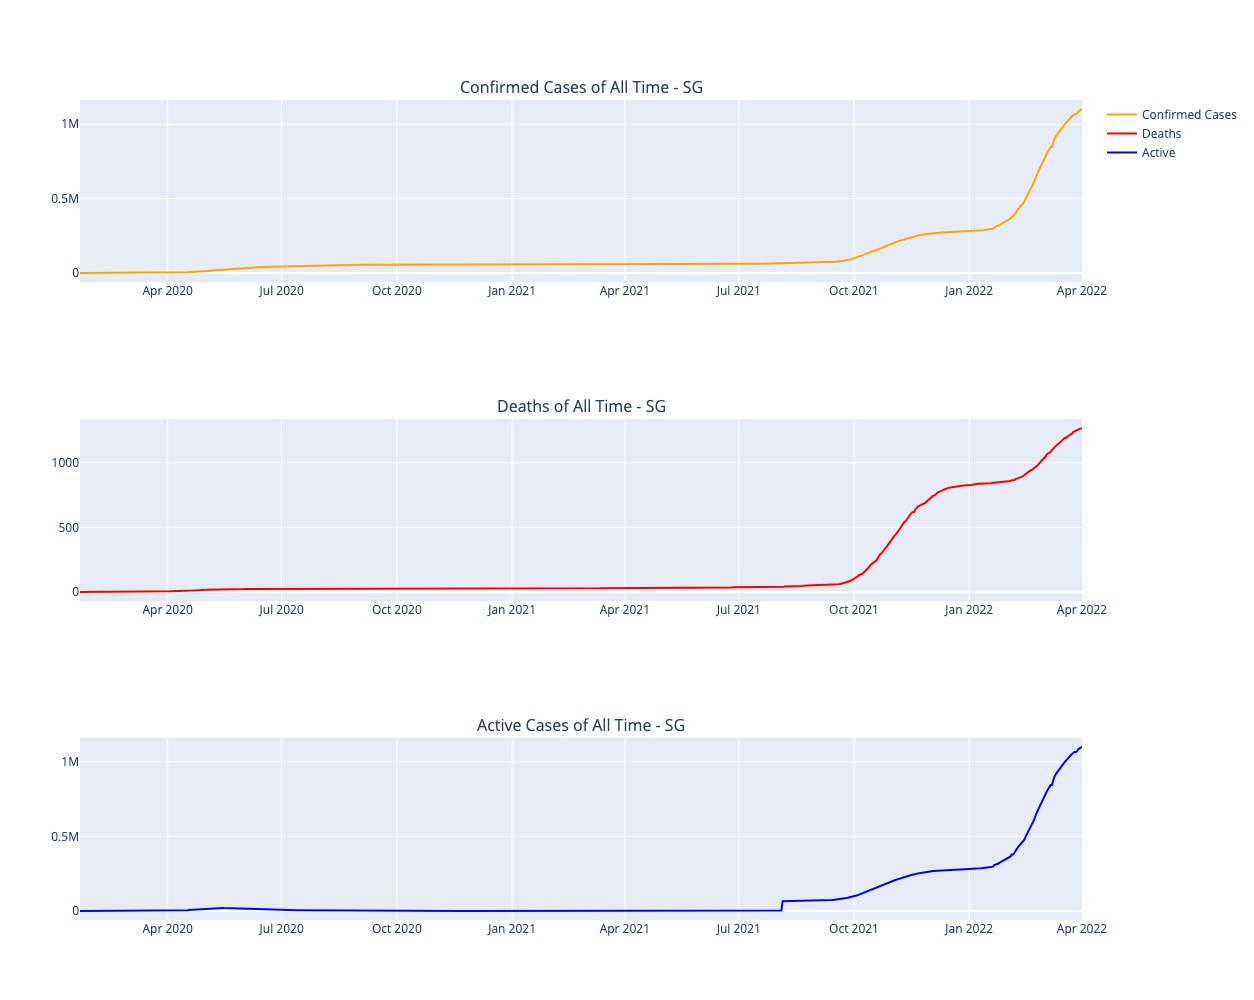 Confirmed Cases of All Time - SG
1M
0.5M
0
Apr 2020 Jul 2020 Oct 2020 Jan 2021 Apr 2021 Jul 2021 Oct 2021 Jan 2022 Apr 2022
Confirmed Cases
Deaths
Active
Deaths of All Time - SG
1000
500
0
Apr 2020 Jul 2020 Oct 2020 Jan 2021 Apr 2021 Jul 2021 Oct 2021 Jan 2022 Apr 2022
Active Cases of All Time - SG
1M
0.5M
0
Apr 2020 Jul 2020 Oct 2020 Jan 2021 Apr 2021 Jul 2021 Oct 2021 Jan 2022 Apr 2022